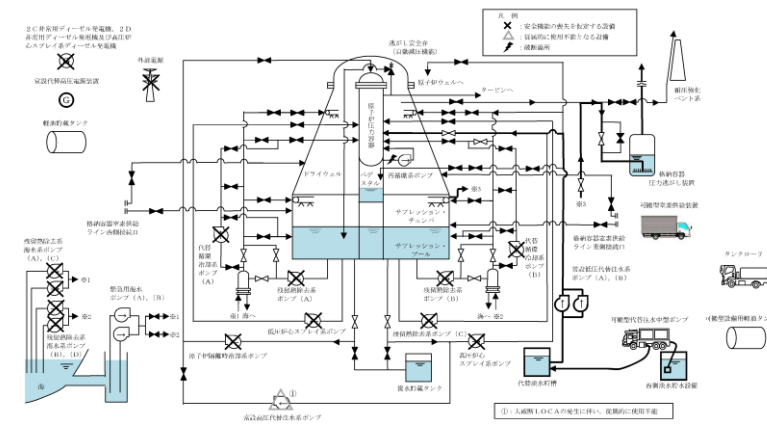 2C非常用ディーゼル発電機,2D
非常用ディーゼル発電機及び高圧炉
心スプレイ系ディーゼル発電機
外部電源
常設代替高圧電源装置
G
軽油貯蔵タンク
凡 例
:安全機能の喪失を仮定する設備
:従属的に使用不能となる設備
:破断箇所
逃がし安全弁
(自動減圧機能)
原子炉ウェルへ
タービンへ
耐圧強化
ベント系
原子炉圧力容器
ドライウェル
ペデ
スタル
再循環系ポンプ
※3
※3
格納容器
圧力逃がし装置
可搬型窒素供給装置
サプレッション・
チェンバ
サプレッション・
プール
格納容器窒素供給
ライン西側接続口
格納容器窒素供給
ライン東側接続口
代替
循環
冷却系
ポンプ
(A)
代替
循環
冷却系
ポンプ
(B)
残留熱除去系
海水系ポンプ
(A),(C)
※1
※2
残留熱除去系
海水系ポンプ
(B),(D)
緊急用海水
ポンプ(A),(B)
※1
※2
海
※1 海へ
残留熱除去系
ポンプ(A)
残留熱除去系
ポンプ(B)
海へ ※2
常設低圧代替注水系
ポンプ(A),(B)
タンクローリ
低圧炉心スプレイ系ポンプ
残留熱除去系ポンプ(C)
可搬型代替注水中型ポンプ
可搬型設備用軽油タン
原子炉隔離時冷却系ポンプ
高圧炉心
スプレイ系ポンプ
復水貯蔵タンク
代替淡水貯槽
西側淡水貯水設備
①
常設高圧代替注水系ポンプ
①:大破断LOCAの発生に伴い,従属的に使用不能